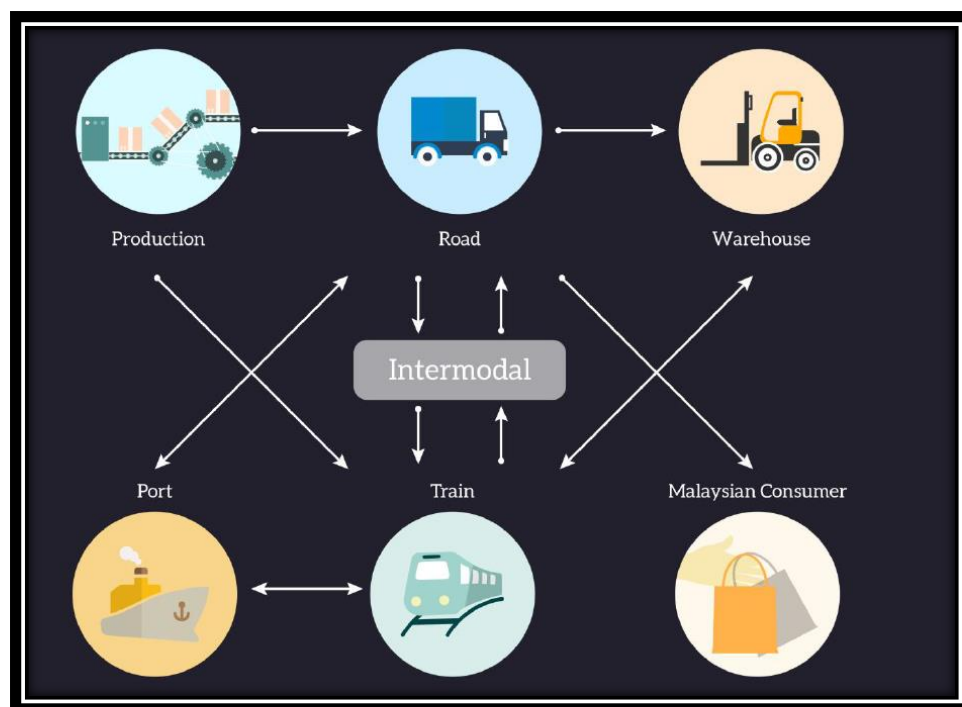 Production
Road
Warehouse
Intermodal
Port
Train
Malaysian Consumer